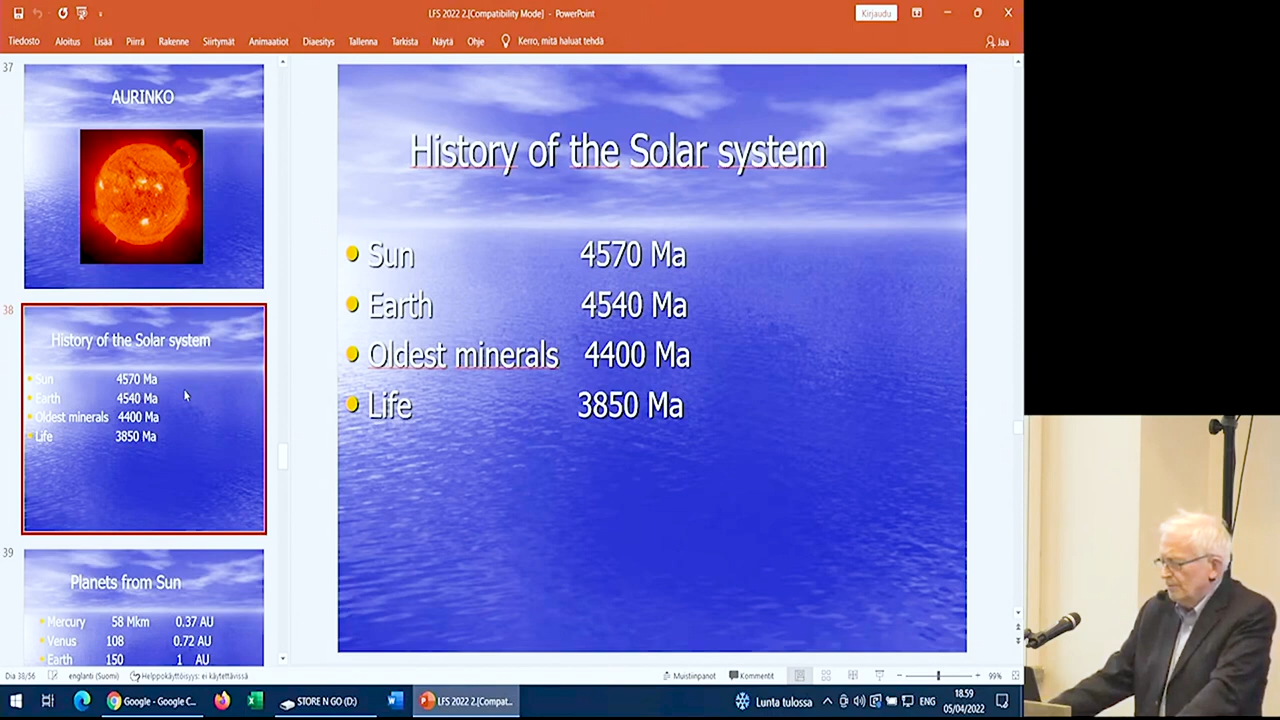 LFS 2022 2.[Compatibility Mode] - PowerPoint
Kirjaudu
Tiedosto Aloitus Lisää Piirrä Rakenne Siirtymät Animaatiot Diaesitys Tallenna Tarkista Näytä Ohje Kerro, mitä haluat tehdä Jaa
37
AURINKO
38
History of the Solar system
Sun 4570 Ma
Earth 4540 Ma
Oldest minerals 4400 Ma
Life 3850 Ma
39
Planets from Sun
Mercury 58 Mkm 0.37 AU
Venus 108 0.72 AU
Earth 150 1 AU
History of the Solar system
Sun 4570 Ma
Earth 4540 Ma
Oldest minerals 4400 Ma
Life 3850 Ma
Dia 38/56 englanti (Suomi) Helppokäyttöisyys: ei käytettävissä Muistiinpanot Kommentit 99%
Google - Google C... STORE N GO (D:) LFS 2022 2.[Compat... Lunta tulossa ENG 18.59
05/04/2022